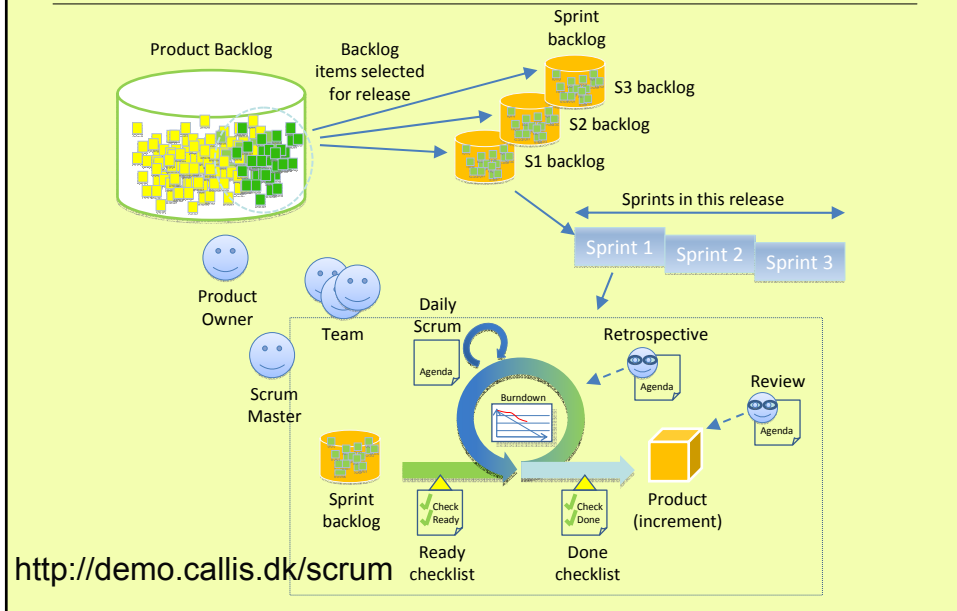 Product Backlog
Backlog
items selected
for release
Sprint
backlog
S3 backlog
S2 backlog
S1 backlog
Sprints in this release
Sprint 1
Sprint 2
Sprint 3
Product
Owner
Team
Scrum
Master
Daily
Scrum
Agenda
Burndown
Retrospective
Agenda
Review
Agenda
Sprint
backlog
Check
Ready
Ready
checklist
Check
Done
Done
checklist
Product
(increment)
http://demo.callis.dk/scrum